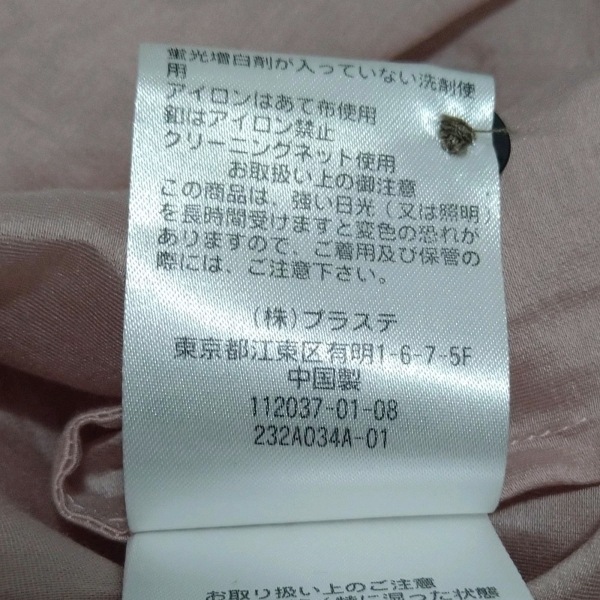 蛍光増白剤が入っていない洗剤使
用
アイロンはあて布使用
釦はアイロン禁止
クリーニングネット使用
お取扱い上の御注意
この商品は、強い日光(又は照明)
を長時間受けますと変色の恐れが
ありますので、ご着用及び保管の
際には、ご注意下さい。
(株)プラステ
東京都江東区有明1-6-7-5F
中国製
112037-01-08
232A034A-01
お取り扱い上のご注意
特に湿った状態